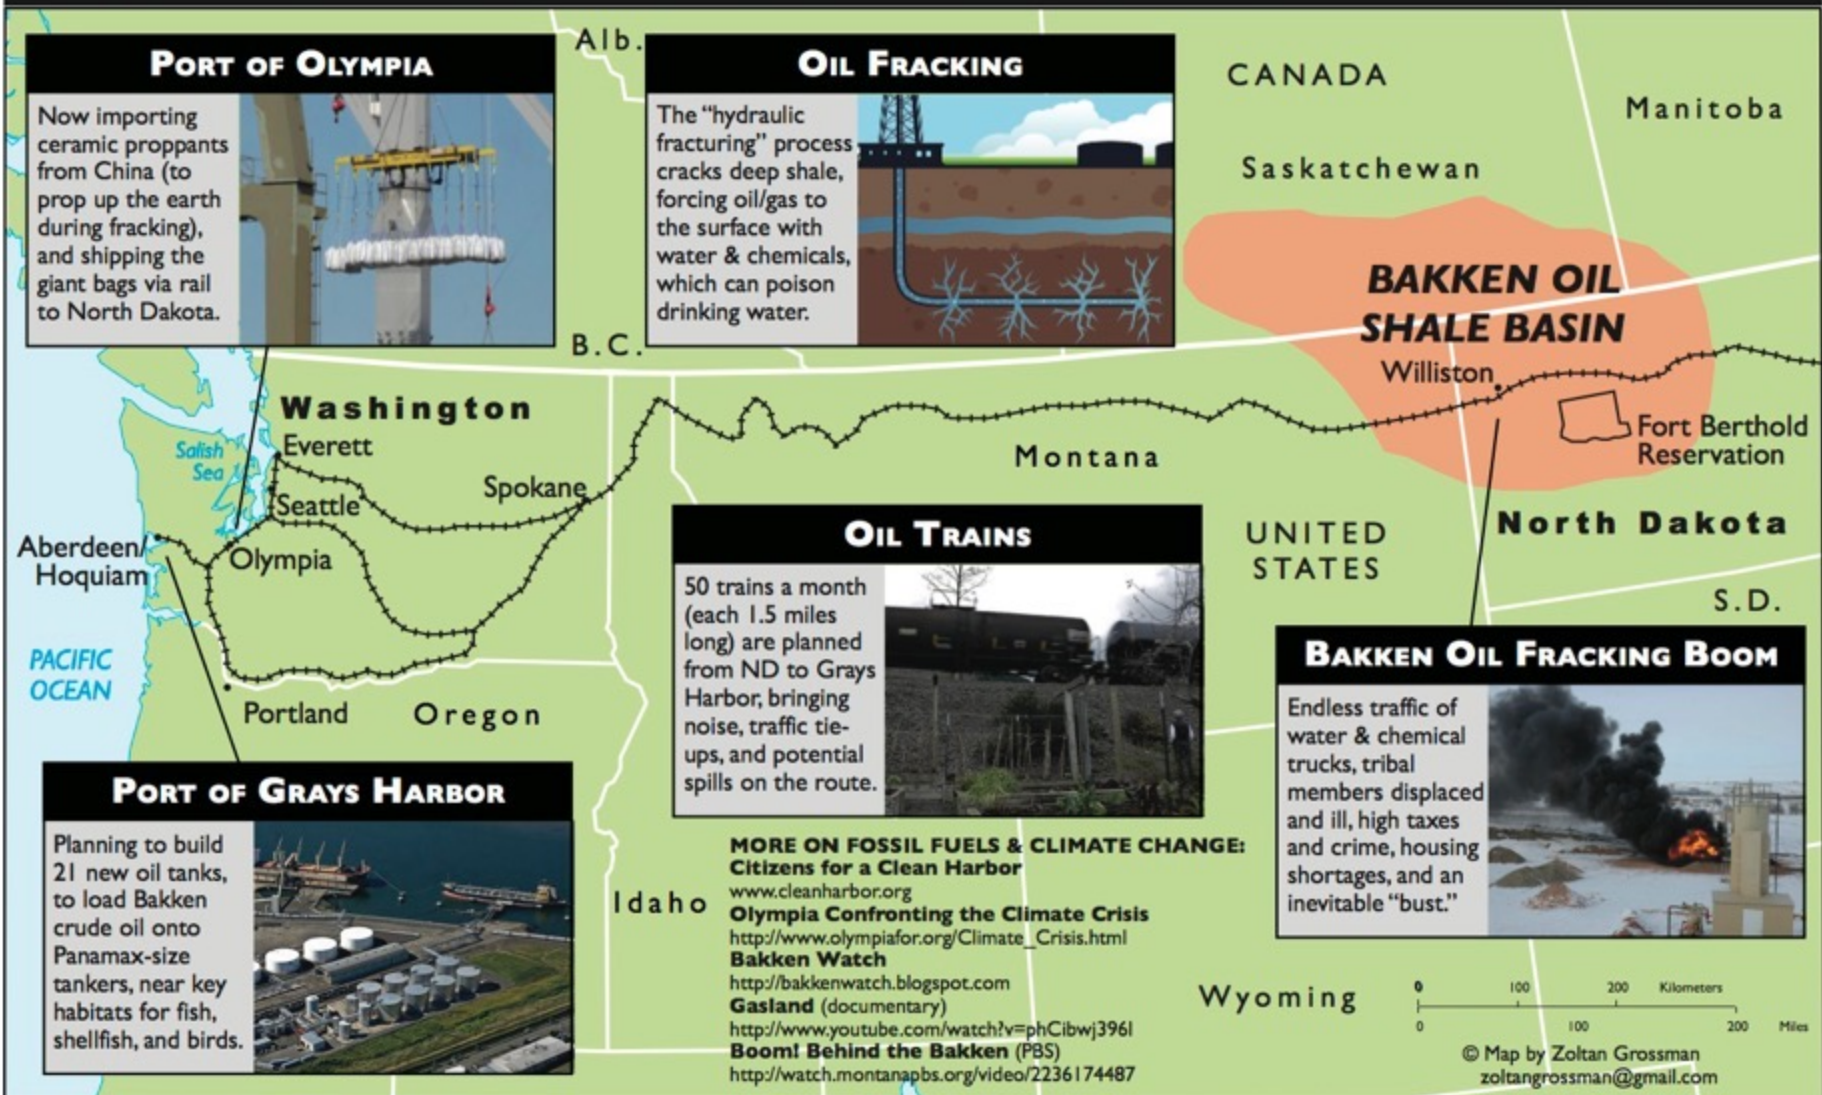 PORT OF OLYMPIA
Now importing
ceramic proppants
from China (to
prop up the earth
during fracking),
and shipping the
giant bags via rail
to North Dakota.
Alb.
OIL FRACKING
The “hydraulic
fracturing” process
cracks deep shale,
forcing oil/gas to
the surface with
water & chemicals,
which can poison
drinking water.
CANADA
Manitoba
Saskatchewan
BAKKEN OIL
SHALE BASIN
B.C.
Williston
Washington
Everett
Salish
Sea
Fort Berthold
Reservation
Montana
Spokane
Seattle
Aberdeen/
Hoquiam
Olympia
UNITED
STATES
North Dakota
S.D.
OIL TRAINS
50 trains a month
(each 1.5 miles
long) are planned
from ND to Grays
Harbor, bringing
noise, traffic tie-
ups, and potential
spills on the route.
PACIFIC
OCEAN
Portland
Oregon
BAKKEN OIL FRACKING BOOM
Endless traffic of
water & chemical
trucks, tribal
members displaced
and ill, high taxes
and crime, housing
shortages, and an
inevitable “bust.”
PORT OF GRAYS HARBOR
Planning to build
21 new oil tanks,
to load Bakken
crude oil onto
Panamax-size
tankers, near key
habitats for fish,
shellfish, and birds.
Idaho
MORE ON FOSSIL FUELS & CLIMATE CHANGE:
Citizens for a Clean Harbor
www.cleanharbor.org
Olympia Confronting the Climate Crisis
http://www.olympiafor.org/Climate_Crisis.html
Bakken Watch
http://bakkenwatch.blogspot.com
Gasland (documentary)
http://www.youtube.com/watch?v=phCibwj396I
Boom! Behind the Bakken (PBS)
http://watch.montanapbs.org/video/2236174487
Wyoming
0 100 200 Kilometers
0 100 200 Miles
© Map by Zoltan Grossman
zoltangrossman@gmail.com